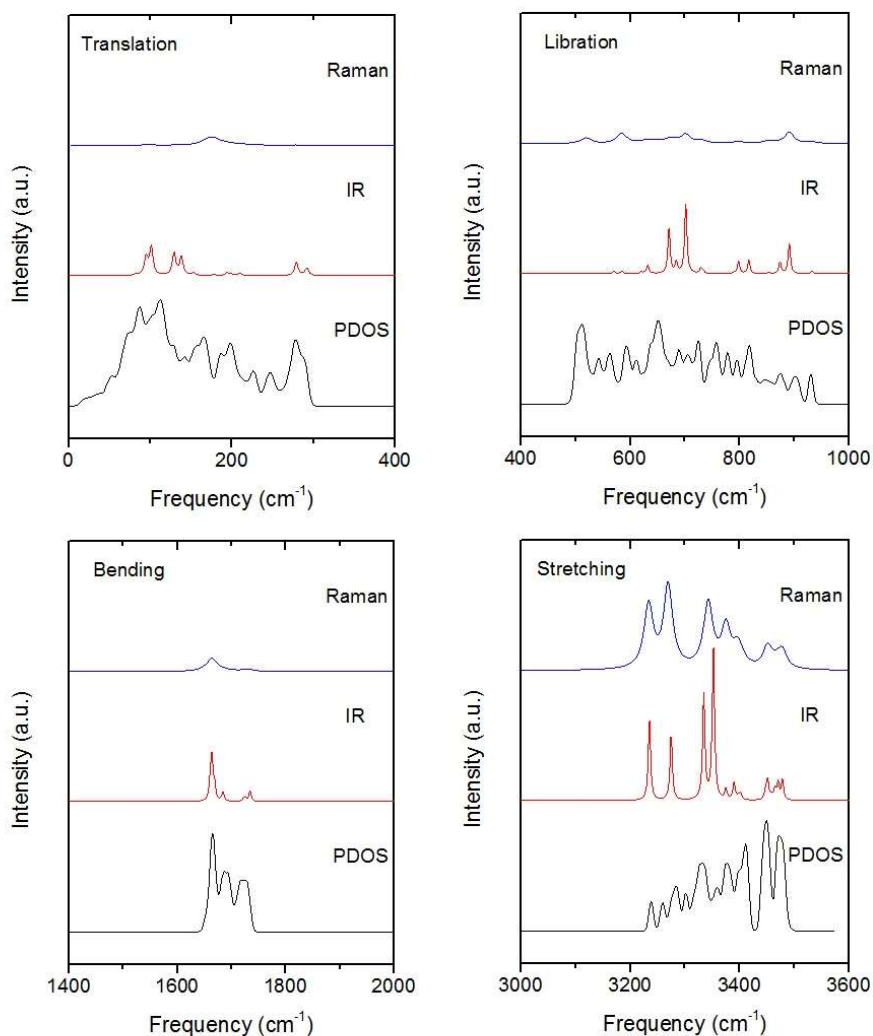 Translation
Raman
IR
PDOS
Intensity (a.u.)
0 200 400
Frequency (cm-1)
Libration
Raman
IR
PDOS
Intensity (a.u.)
400 600 800 1000
Frequency (cm-1)
Bending
Raman
IR
PDOS
Intensity (a.u.)
1400 1600 1800 2000
Frequency (cm-1)
Stretching
Raman
IR
PDOS
Intensity (a.u.)
3000 3200 3400 3600
Frequency (cm-1)